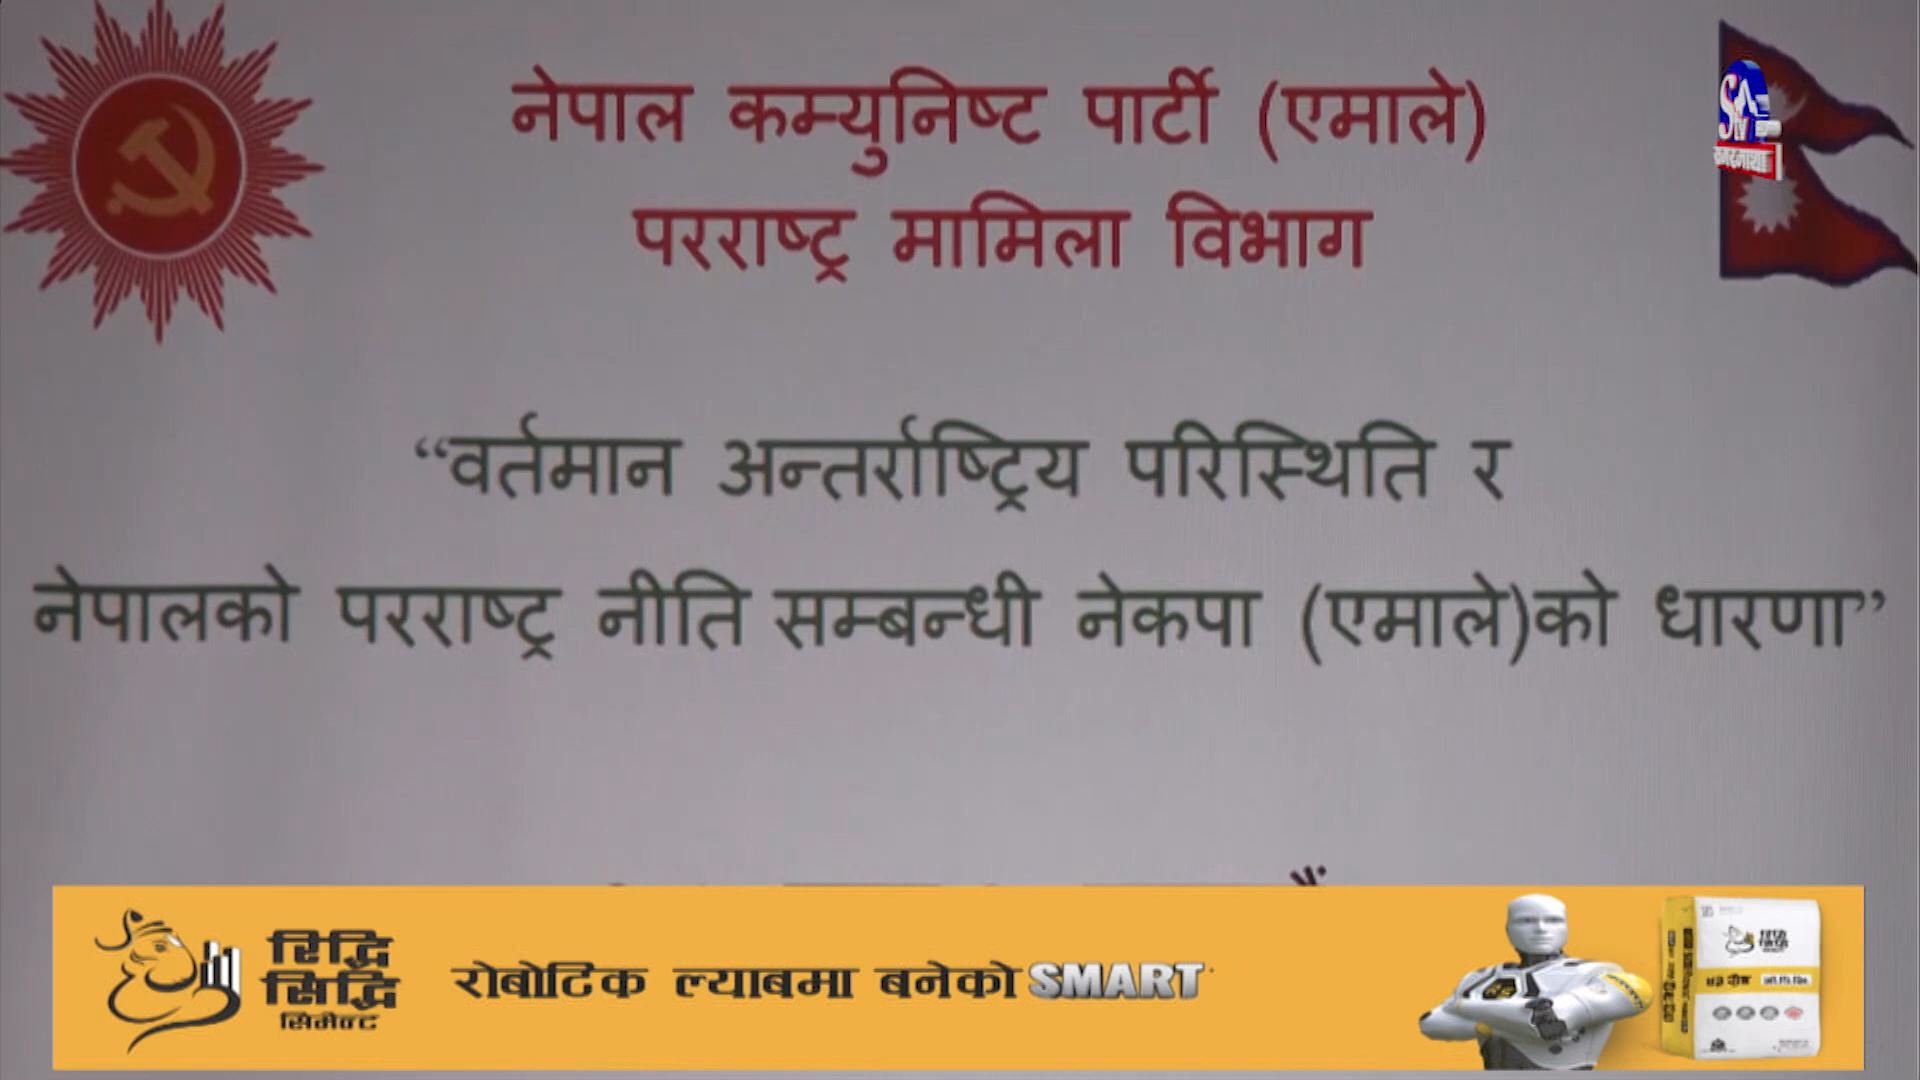 नेपाल कम्युनिष्ट पार्टी (एमाले)
परराष्ट्र मामिला विभाग
“वर्तमान अन्तर्राष्ट्रिय परिस्थिति र
नेपालको परराष्ट्र नीति सम्बन्धी नेकपा (एमाले)को धारणा”
रिद्धि
सिद्धि
सिमेन्ट
रोबोटिक ल्याबमा बनेको SMART